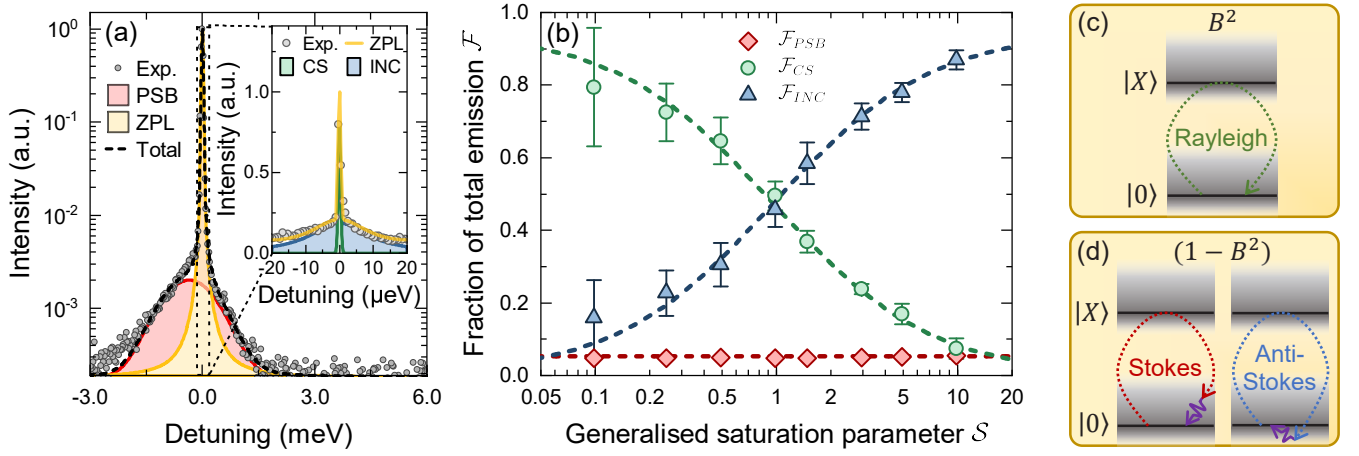 (a)
Exp.
PSB
ZPL
Total
Intensity (a.u.)
10⁰
10⁻¹
10⁻²
10⁻³
-3.0 0.0 3.0 6.0
Detuning (meV)
Exp. ZPL
CS INC
Intensity (a.u.)
1.0
0.5
0.0
-20 -10 0 10 20
Detuning (µeV)
(b)
ℱ_PSB
ℱ_CS
ℱ_INC
Fraction of total emission ℱ
1.0
0.8
0.6
0.4
0.2
0.0
0.05 0.1 0.2 0.5 1 2 5 10 20
Generalised saturation parameter 𝒮
(c) B²
|X⟩
Rayleigh
|0⟩
(d) (1 − B²)
|X⟩
Stokes
Anti-
Stokes
|0⟩